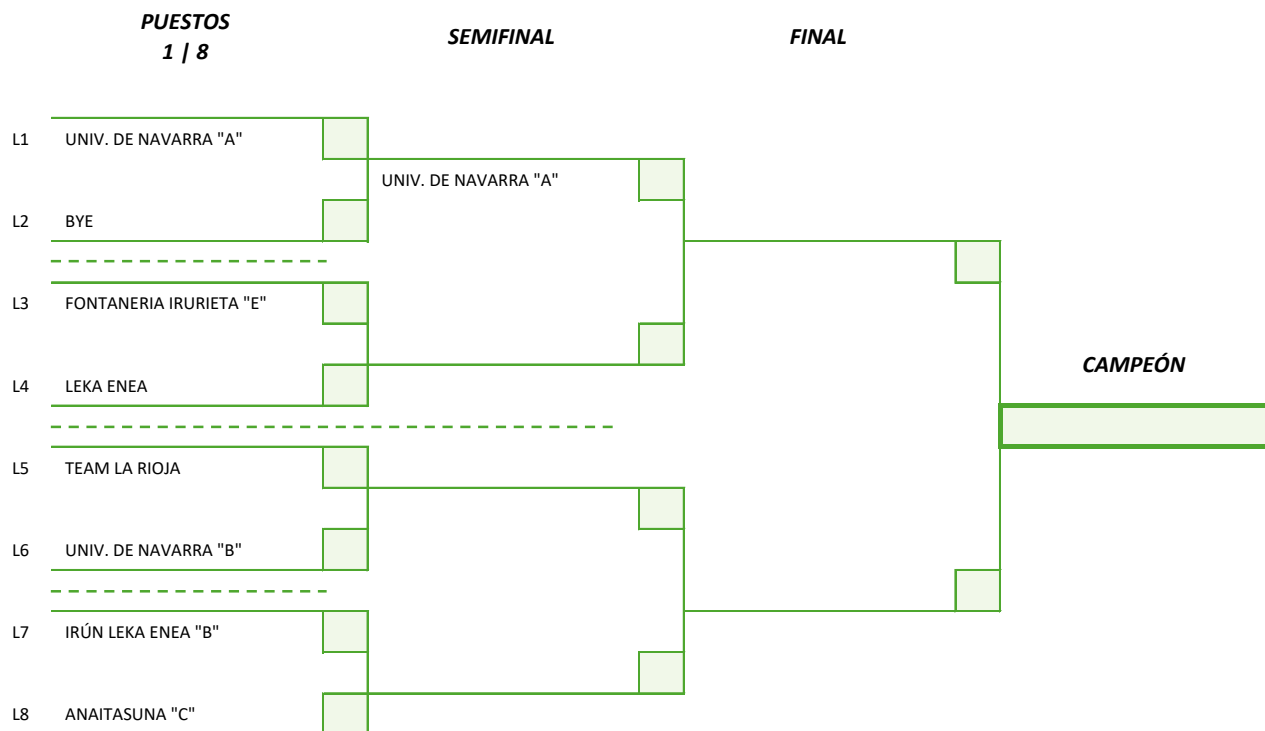 PUESTOS
1 | 8
SEMIFINAL
FINAL
L1 UNIV. DE NAVARRA "A"
UNIV. DE NAVARRA "A"
L2 BYE
L3 FONTANERIA IRURIETA "E"
CAMPEÓN
L4 LEKA ENEA
L5 TEAM LA RIOJA
L6 UNIV. DE NAVARRA "B"
L7 IRÚN LEKA ENEA "B"
L8 ANAITASUNA "C"